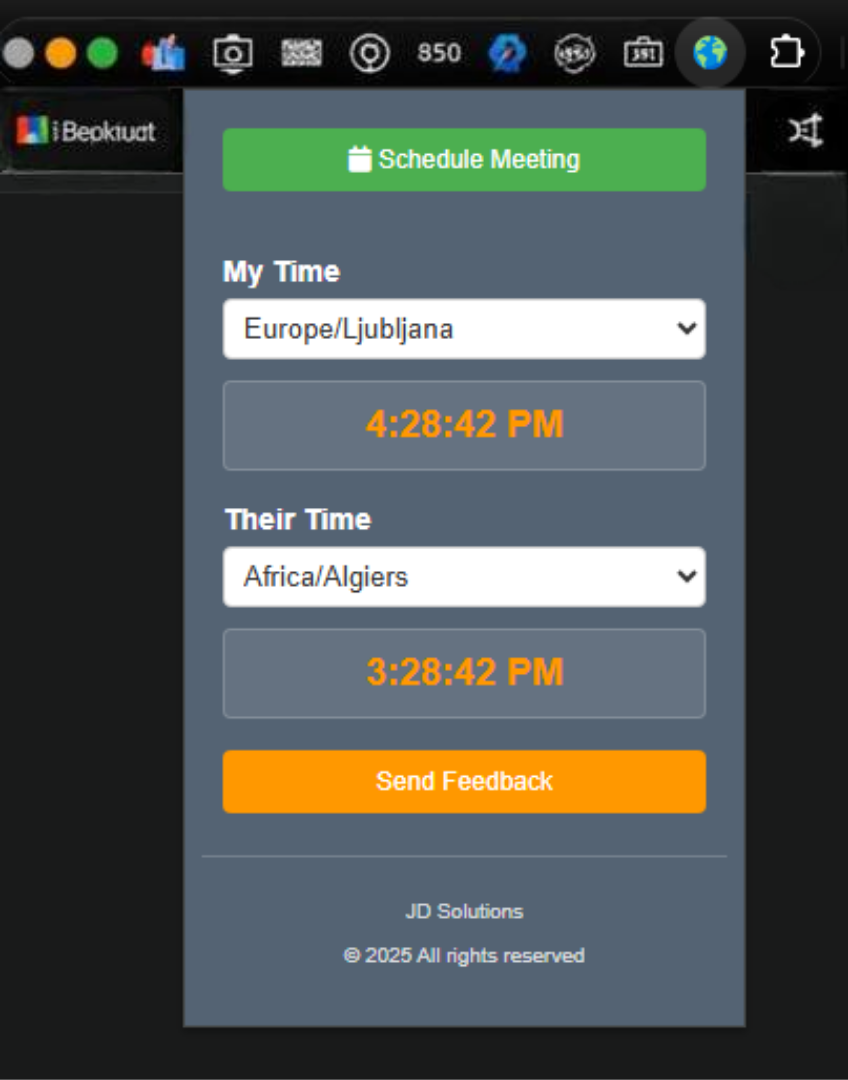 850
Schedule Meeting
My Time
Europe/Ljubljana
4:28:42 PM
Their Time
Africa/Algiers
3:28:42 PM
Send Feedback
JD Solutions
© 2025 All rights reserved